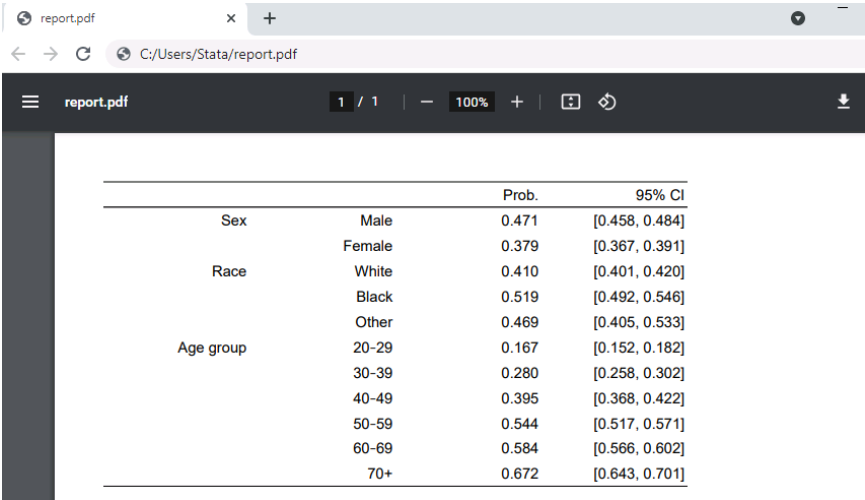 report.pdf
C:/Users/Stata/report.pdf
report.pdf 1 / 1 100%
Prob. 95% CI
Sex Male 0.471 [0.458, 0.484]
Female 0.379 [0.367, 0.391]
Race White 0.410 [0.401, 0.420]
Black 0.519 [0.492, 0.546]
Other 0.469 [0.405, 0.533]
Age group 20-29 0.167 [0.152, 0.182]
30-39 0.280 [0.258, 0.302]
40-49 0.395 [0.368, 0.422]
50-59 0.544 [0.517, 0.571]
60-69 0.584 [0.566, 0.602]
70+ 0.672 [0.643, 0.701]